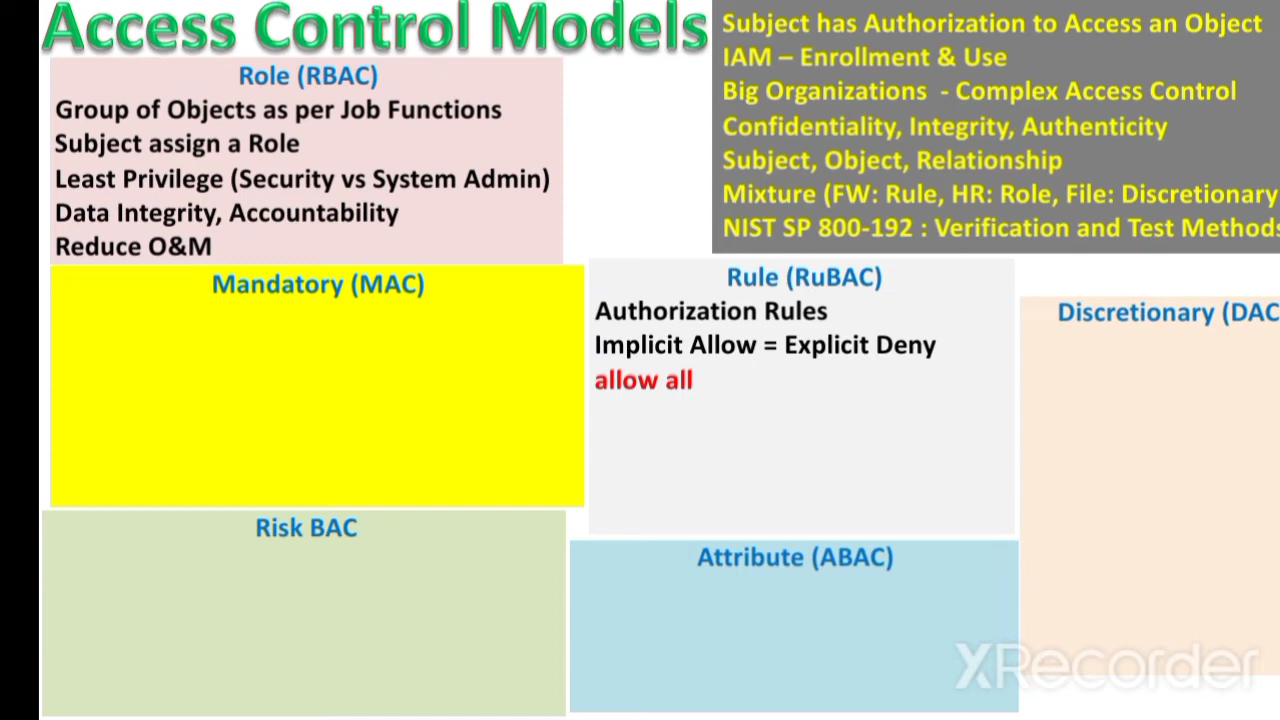 Access Control Models
Subject has Authorization to Access an Object
IAM – Enrollment & Use
Big Organizations - Complex Access Control
Confidentiality, Integrity, Authenticity
Subject, Object, Relationship
Mixture (FW: Rule, HR: Role, File: Discretionary
NIST SP 800-192 : Verification and Test Methods
Role (RBAC)
Group of Objects as per Job Functions
Subject assign a Role
Least Privilege (Security vs System Admin)
Data Integrity, Accountability
Reduce O&M
Mandatory (MAC)
Rule (RuBAC)
Authorization Rules
Implicit Allow = Explicit Deny
allow all
Discretionary (DAC
Risk BAC
Attribute (ABAC)
XRecorder